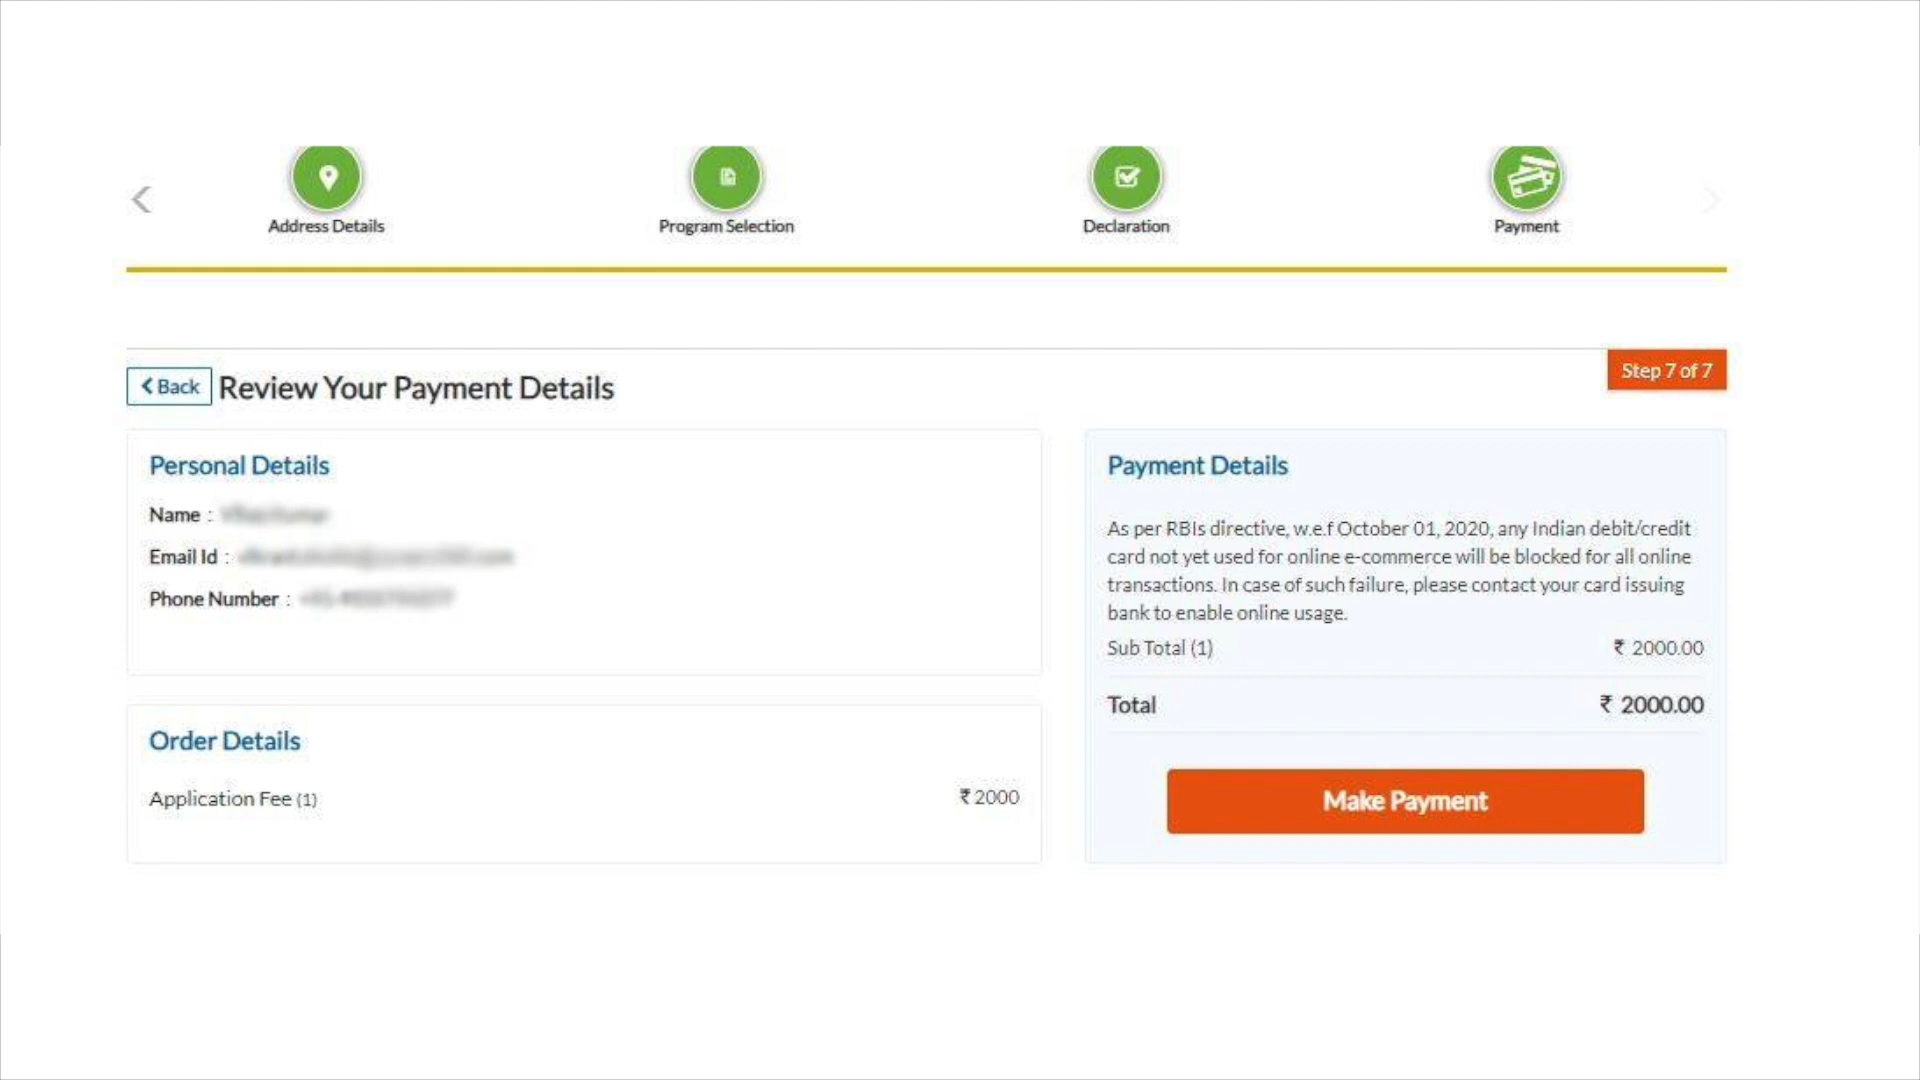 Address Details
Program Selection
Declaration
Payment
Step 7 of 7
Back
Review Your Payment Details
Personal Details
Name :
Email Id :
Phone Number :
Order Details
Application Fee (1) ₹ 2000
Payment Details
As per RBIs directive, w.e.f October 01, 2020, any Indian debit/credit
card not yet used for online e-commerce will be blocked for all online
transactions. In case of such failure, please contact your card issuing
bank to enable online usage.
Sub Total (1) ₹ 2000.00
Total ₹ 2000.00
Make Payment